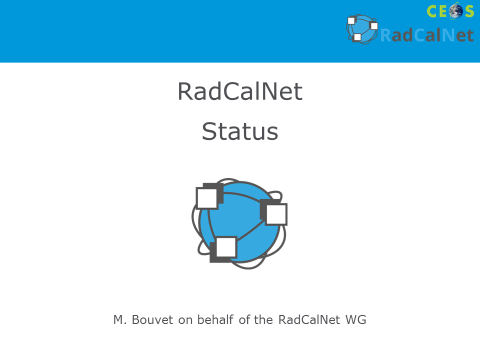 CEOS
RadCalNet
RadCalNet
Status
M. Bouvet on behalf of the RadCalNet WG